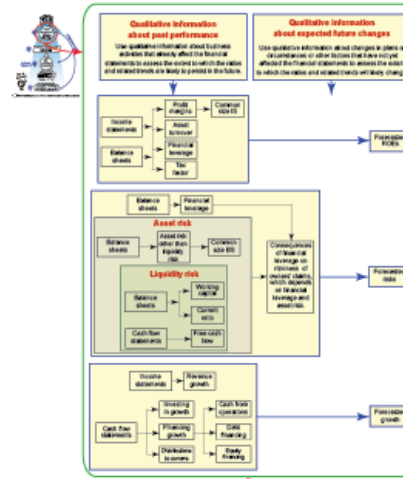 Qualitative information
about past performance
Use qualitative information about business
activities that already affect the financial
statements to assess the extent to which the ratios
and related trends are likely to persist in the future.
Qualitative information
about expected future changes
Use qualitative information about changes in plans or
circumstances or other factors that have not yet
affected the financial statements to assess the extent
to which the ratios and related trends will likely change
Income
statements
Balance
sheets
Profit
margins
Asset
turnover
Financial
leverage
Tax
factor
Common
size IS
Forecasted
ROEs
Balance
sheets
Financial
leverage
Asset risk
Balance
sheets
Asset risk
other than
liquidity
risk
Common
size BS
Liquidity risk
Balance
sheets
Working
capital
Current
ratio
Cash flow
statements
Free cash
flow
Consequences
of financial
leverage on
riskiness of
owners' claims,
which depends
on financial
leverage and
asset risk.
Forecasted
risks
Income
statements
Revenue
growth
Cash flow
statements
Investing
in growth
Financing
growth
Distributions
to owners
Cash from
operations
Debt
financing
Equity
financing
Forecasted
growth